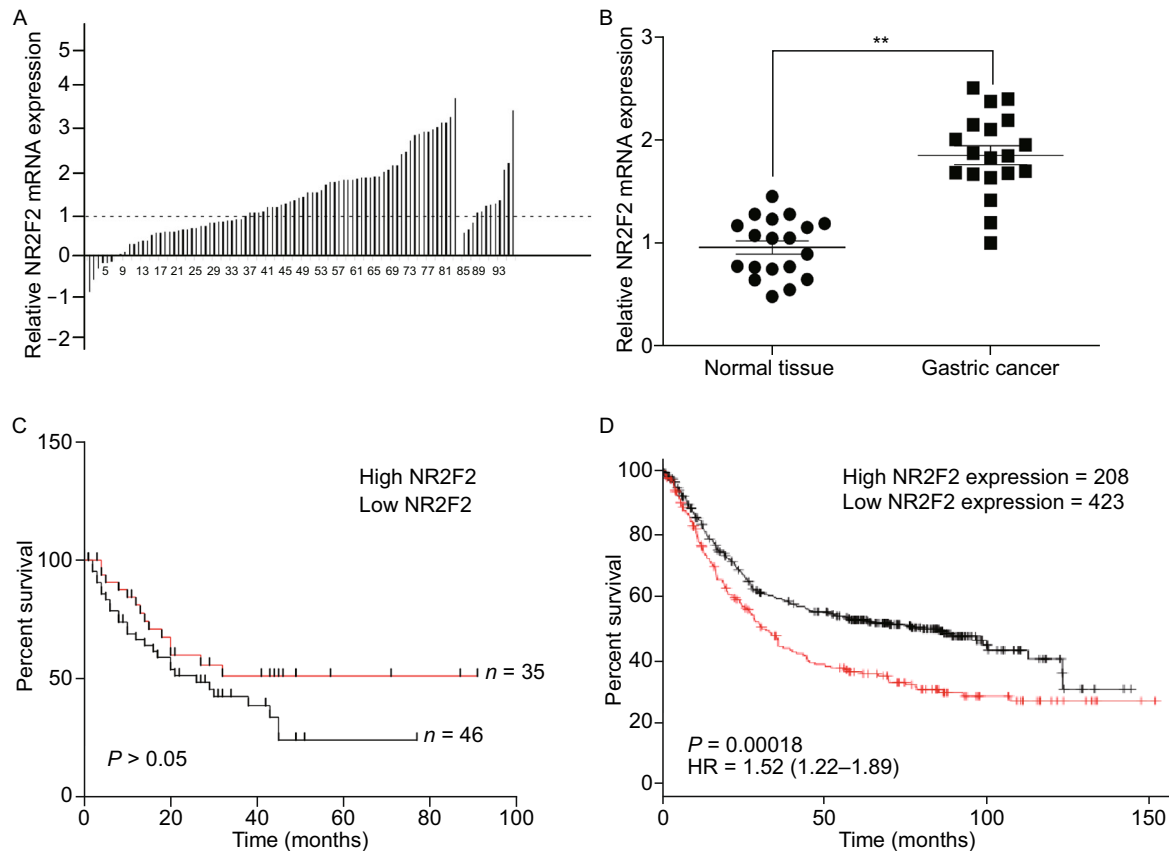 A
Relative NR2F2 mRNA expression
5
4
3
2
1
0
−1
−2
5 9 13 17 21 25 29 33 37 41 45 49 53 57 61 65 69 73 77 81 85 89 93
B
Relative NR2F2 mRNA expression
3
2
1
0
**
Normal tissue Gastric cancer
C
Percent survival
150
100
50
0
High NR2F2
Low NR2F2
n = 35
n = 46
P > 0.05
0 20 40 60 80 100
Time (months)
D
Percent survival
100
80
60
40
20
0
High NR2F2 expression = 208
Low NR2F2 expression = 423
P = 0.00018
HR = 1.52 (1.22–1.89)
0 50 100 150
Time (months)